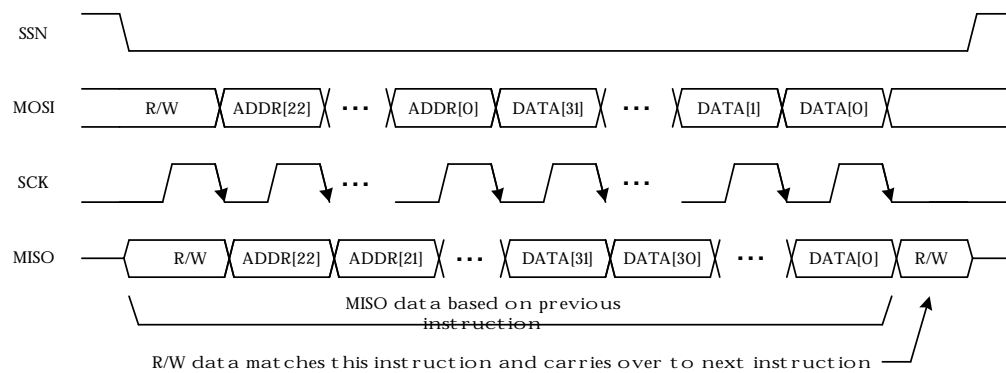 SSN
MOSI R/W ADDR[22] ... ADDR[0] DATA[31] ... DATA[1] DATA[0]
SCK ... ...
MISO R/W ADDR[22] ADDR[21] ... DATA[31] DATA[30] ... DATA[0] R/W
MISO data based on previous
instruction
R/W data matches this instruction and carries over to next instruction